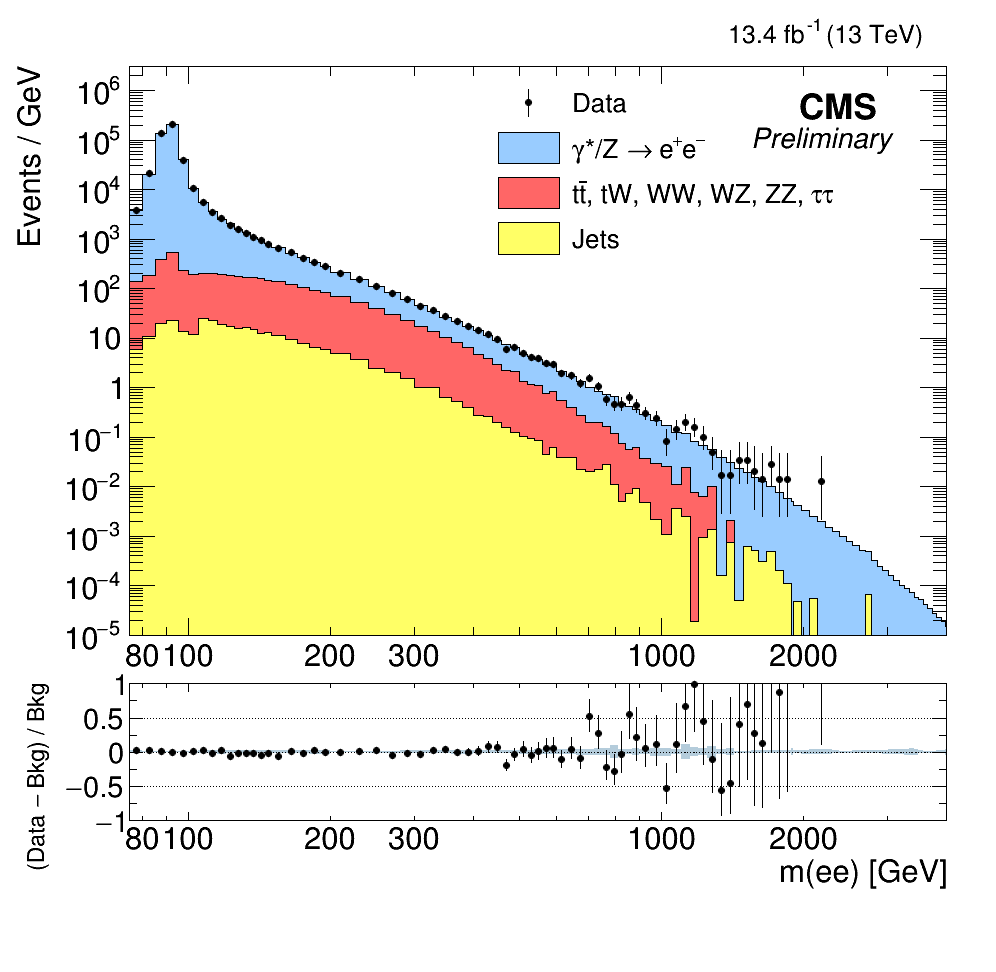 13.4 fb⁻¹ (13 TeV)
Events / GeV
10⁶
10⁵
10⁴
10³
10²
10
1
10⁻¹
10⁻²
10⁻³
10⁻⁴
10⁻⁵
Data
γ*/Z → e⁺e⁻
tt̄, tW, WW, WZ, ZZ, ττ
Jets
CMS
Preliminary
80 100 200 300 1000 2000
(Data − Bkg) / Bkg
1
0.5
0
−0.5
−1
80 100 200 300 1000 2000
m(ee) [GeV]